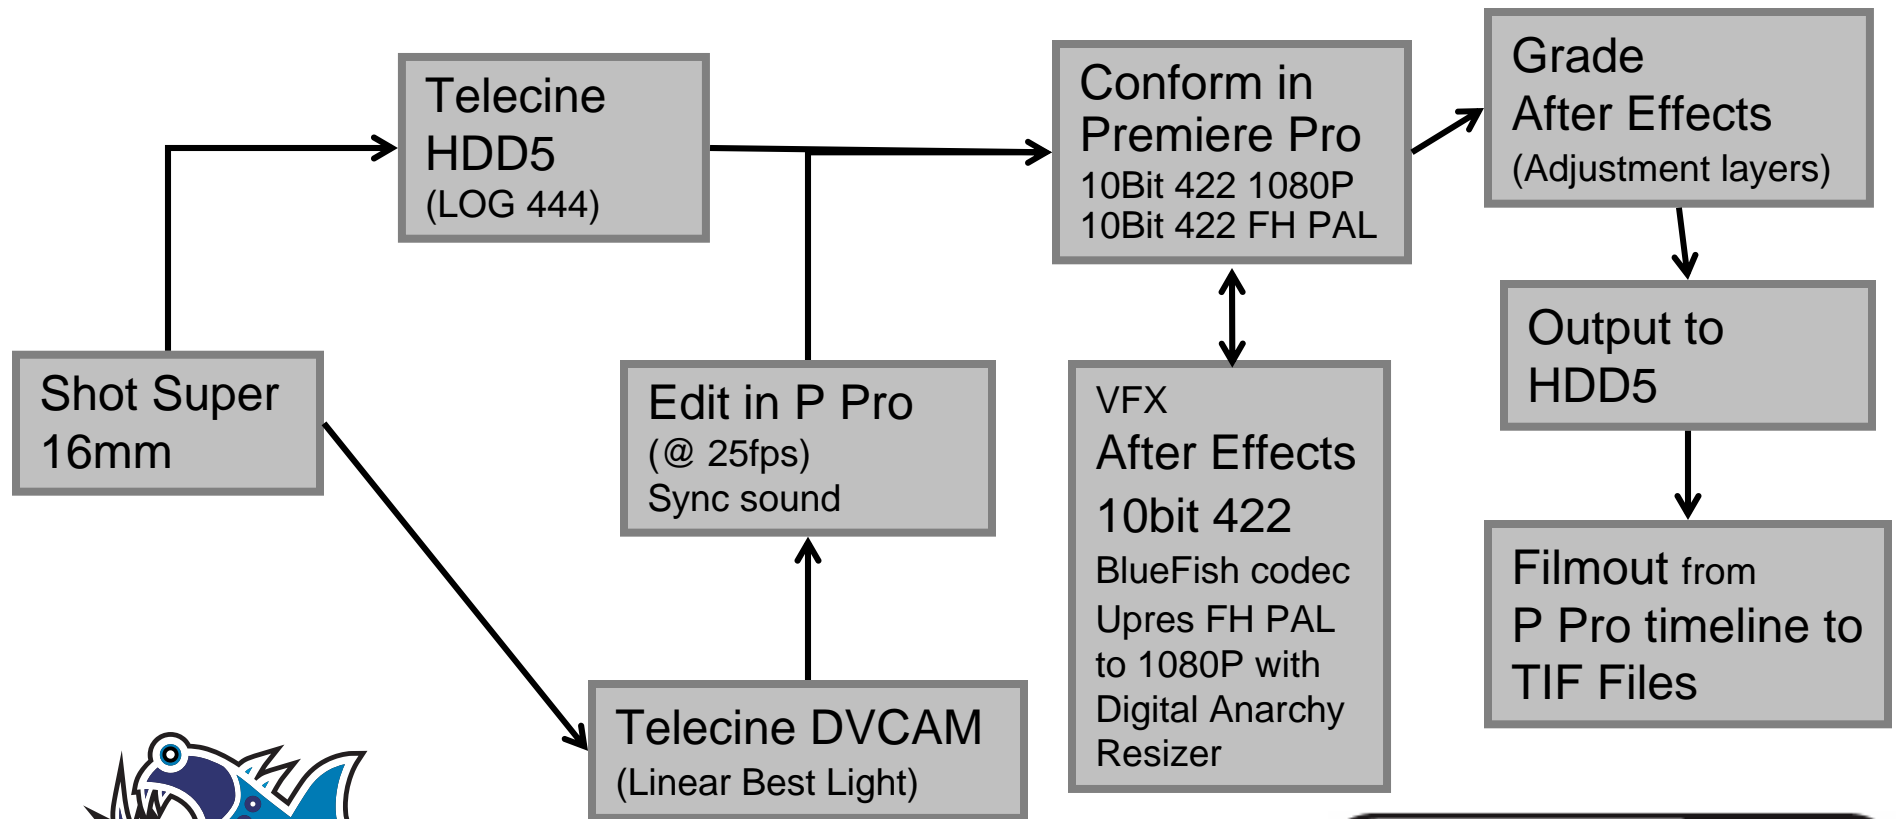 Shot Super
16mm
Telecine
HDD5
(LOG 444)
Telecine DVCAM
(Linear Best Light)
Edit in P Pro
(@ 25fps)
Sync sound
Conform in
Premiere Pro
10Bit 422 1080P
10Bit 422 FH PAL
VFX
After Effects
10bit 422
BlueFish codec
Upres FH PAL
to 1080P with
Digital Anarchy
Resizer
Grade
After Effects
(Adjustment layers)
Output to
HDD5
Filmout from
P Pro timeline to
TIF Files